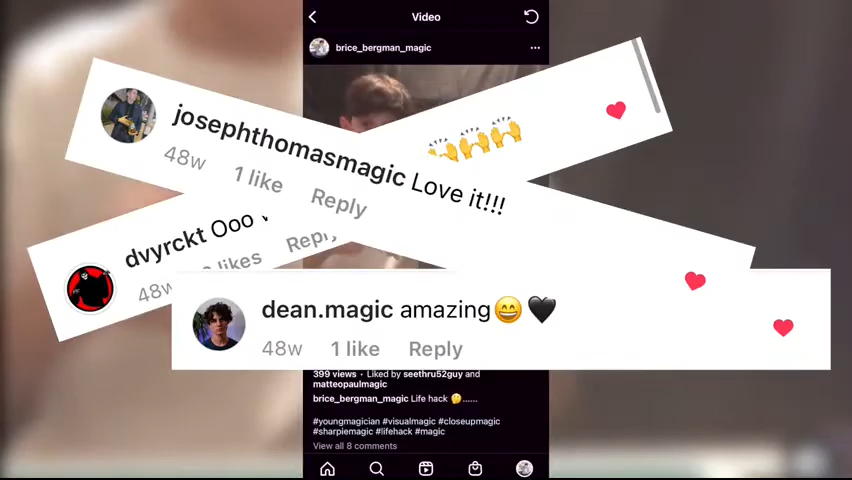 Video
brice_bergman_magic
josephthomasmagic Love it!!!
48w 1 like Reply
dvyrckt Ooo
48w likes
dean.magic amazing😄🖤
48w 1 like Reply
399 views • Liked by seethru52guy and
matteopaulmagic
brice_bergman_magic Life hack 🤔......
#youngmagician #visualmagic #closeupmagic
#sharpiemagic #lifehack #magic
View all 8 comments